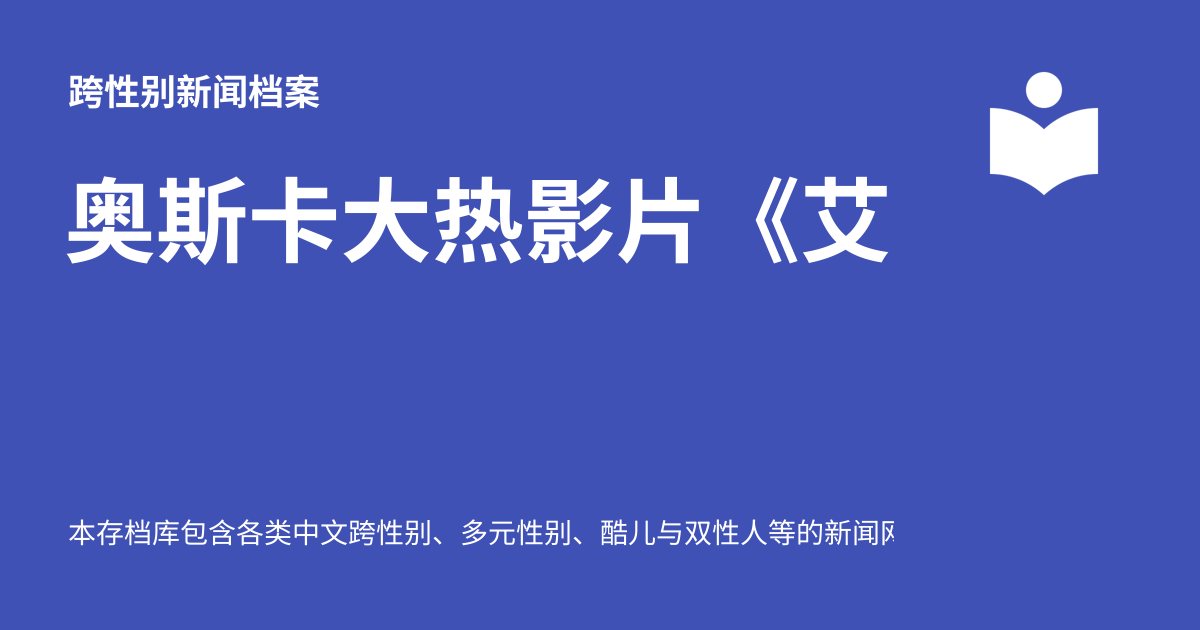 跨性别新闻档案
奥斯卡大热影片《艾
本存档库包含各类中文跨性别、多元性别、酷儿与双性人等的新闻